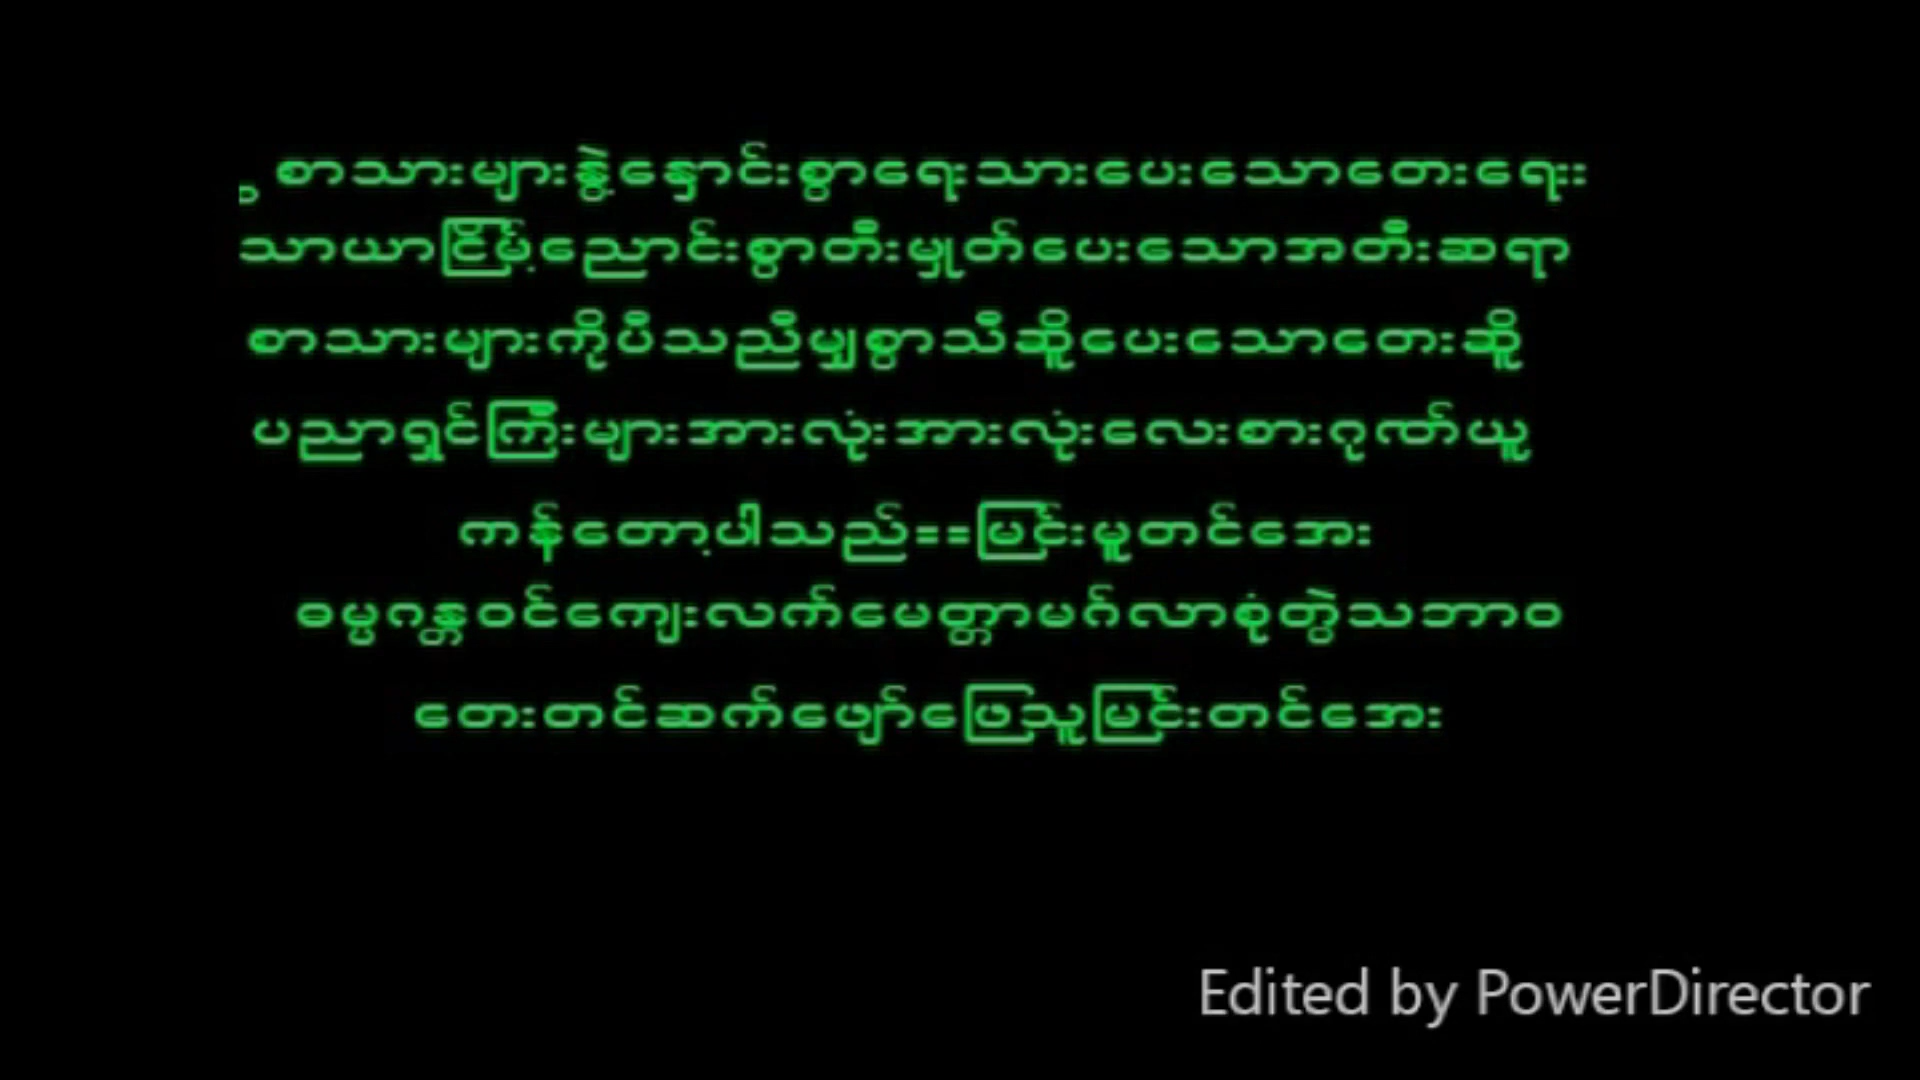 စာသားများနွဲ့နှောင်းစွာရေးသားပေးသောတေးရေးး
သာယာငြိမ့်ညောင်းစွာတီးမှုတ်ပေးသောအတီးဆရာ
စာသားများကိုပီသညီမျှစွာသီဆိုပေးသောတေးဆို
ပညာရှင်ကြီးများအားလုံးအားလုံးလေးစားဂုဏ်ယူ
ကန်တော့ပါသည်==မြင်းမူတင်အေး
ဓမ္မဂန္တဝင်ကျေးလက်မေတ္တာမင်္ဂလာစုံတွဲသဘာဝ
တေးတင်ဆက်ဖျော်ဖြေသူမြင်းတင်အေး
Edited by PowerDirector